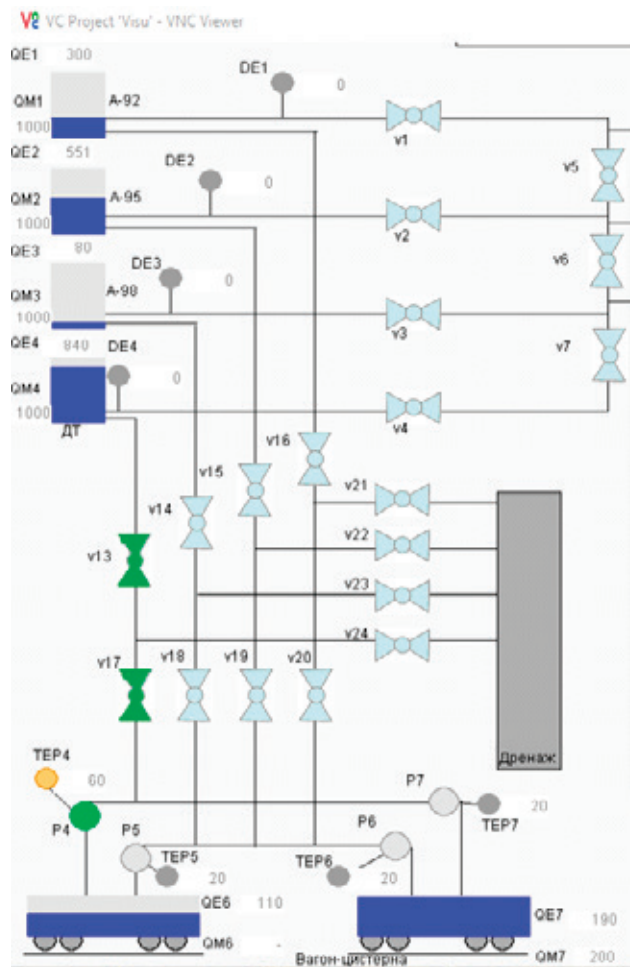 VC Project 'Visu' - VNC Viewer
QE1 300
DE1 0
QM1 A-92
1000
v1
QE2 551
DE2 0
v5
QM2 A-95
1000
v2
QE3 80
DE3 0
v6
QM3 A-98
1000
v3
QE4 840 DE4
v7
0
QM4
1000
ДТ
v4
v16
v15
v21
v14
v22
v13
v23
v24
v17 v18 v19 v20
Дренаж
TEP4
60
P7
20
P4 P5 P6 TEP7
TEP5 TEP6
20 20
QE6 110
QE7 190
QM6 -
Вагон-цистерна QM7 200